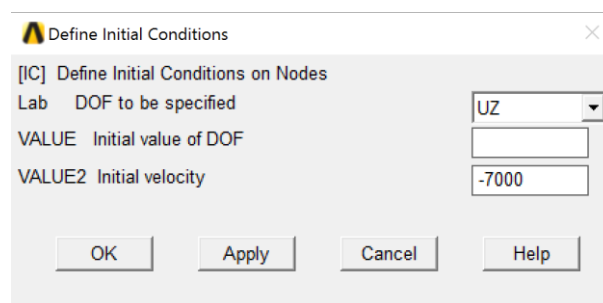 Define Initial Conditions
[IC] Define Initial Conditions on Nodes
Lab DOF to be specified UZ
VALUE Initial value of DOF
VALUE2 Initial velocity -7000
OK Apply Cancel Help